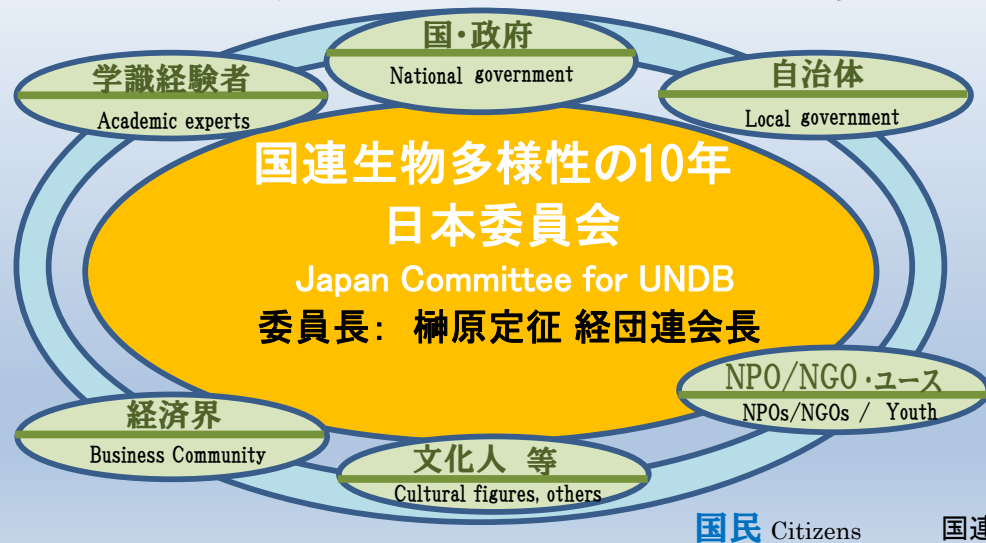 国・政府
National government
学識経験者
Academic experts
自治体
Local government
国連生物多様性の10年
日本委員会
Japan Committee for UNDB
委員長： 榊原定征 経団連会長
NPO/NGO・ユース
NPOs/NGOs / Youth
経済界
Business Community
文化人 等
Cultural figures, others
国民 Citizens
国連